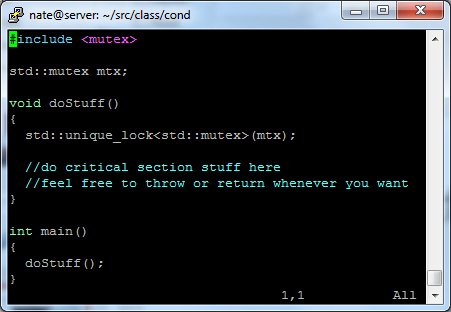 nate@server: ~/src/class/cond
#include <mutex>
std::mutex mtx;
void doStuff()
{
  std::unique_lock<std::mutex>(mtx);
  //do critical section stuff here
  //feel free to throw or return whenever you want
}
int main()
{
  doStuff();
}
1,1 All